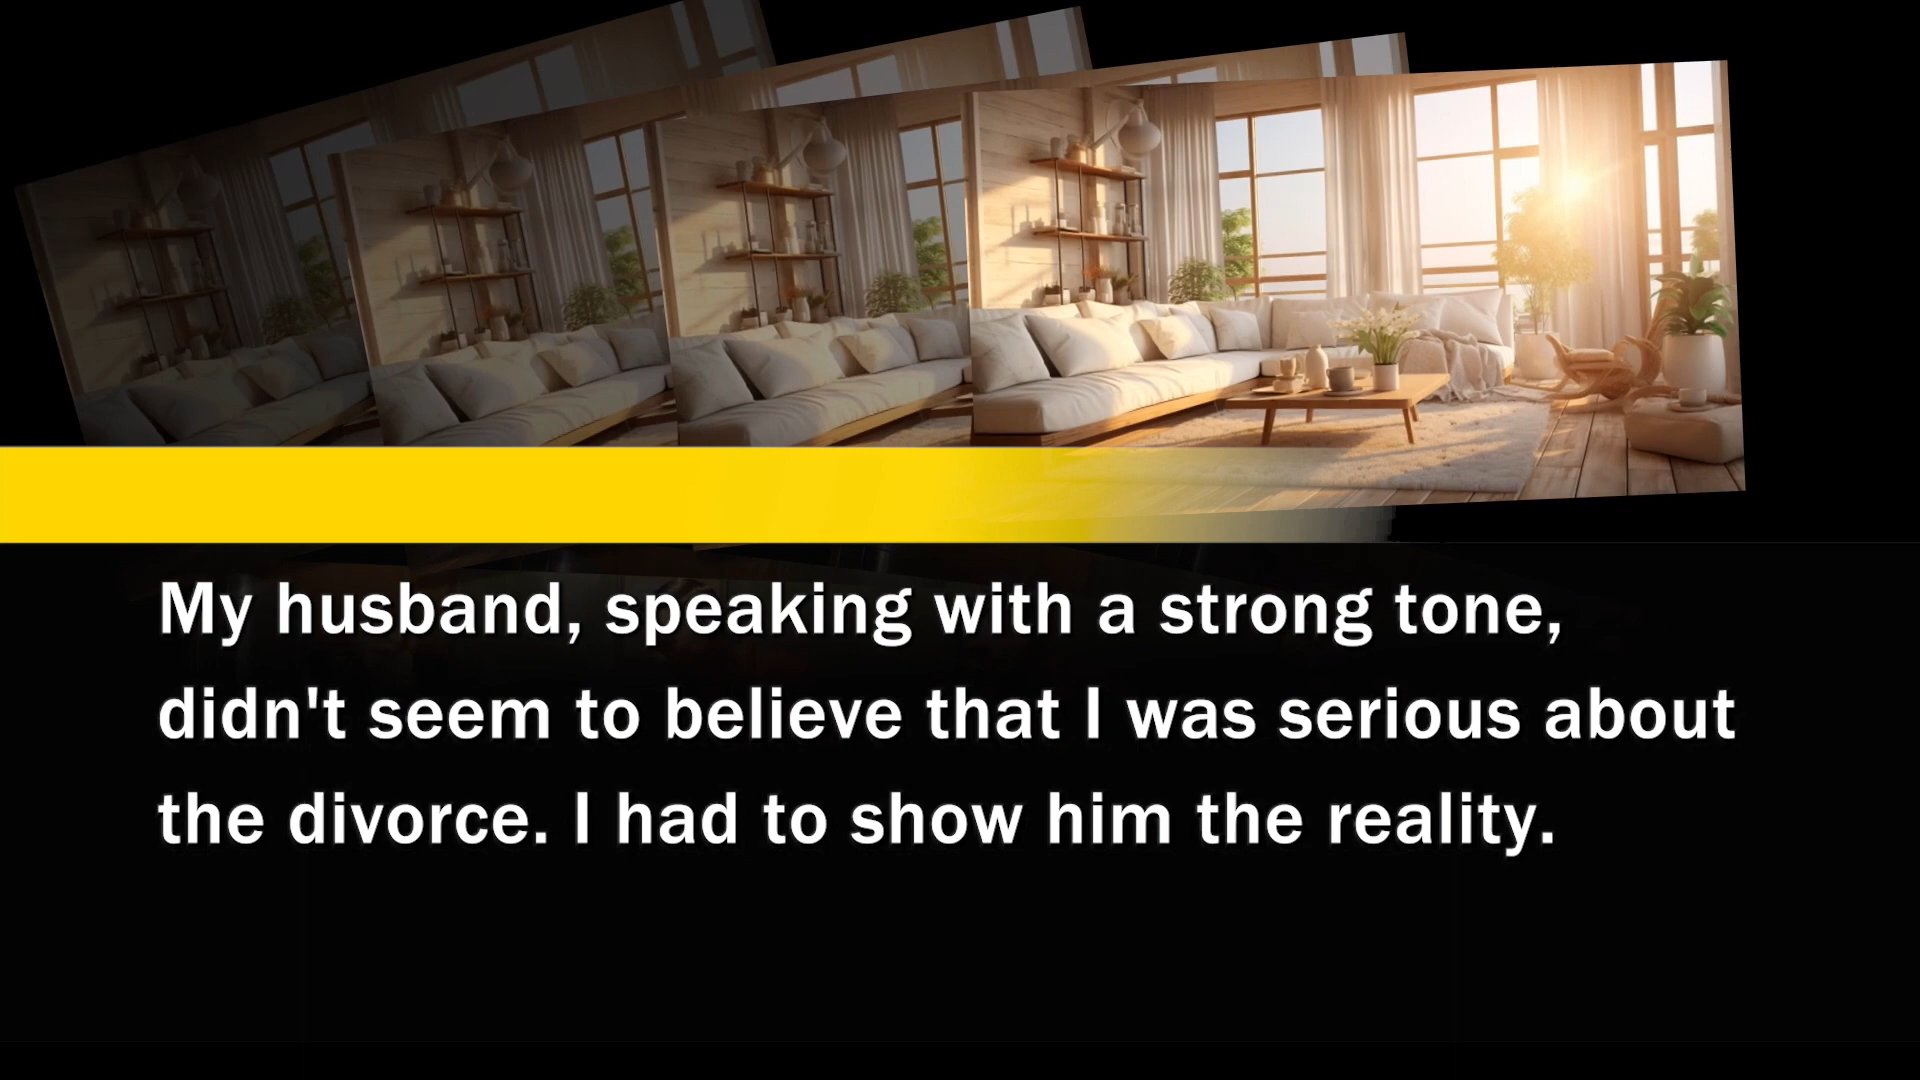 My husband, speaking with a strong tone,
didn't seem to believe that I was serious about
the divorce. I had to show him the reality.